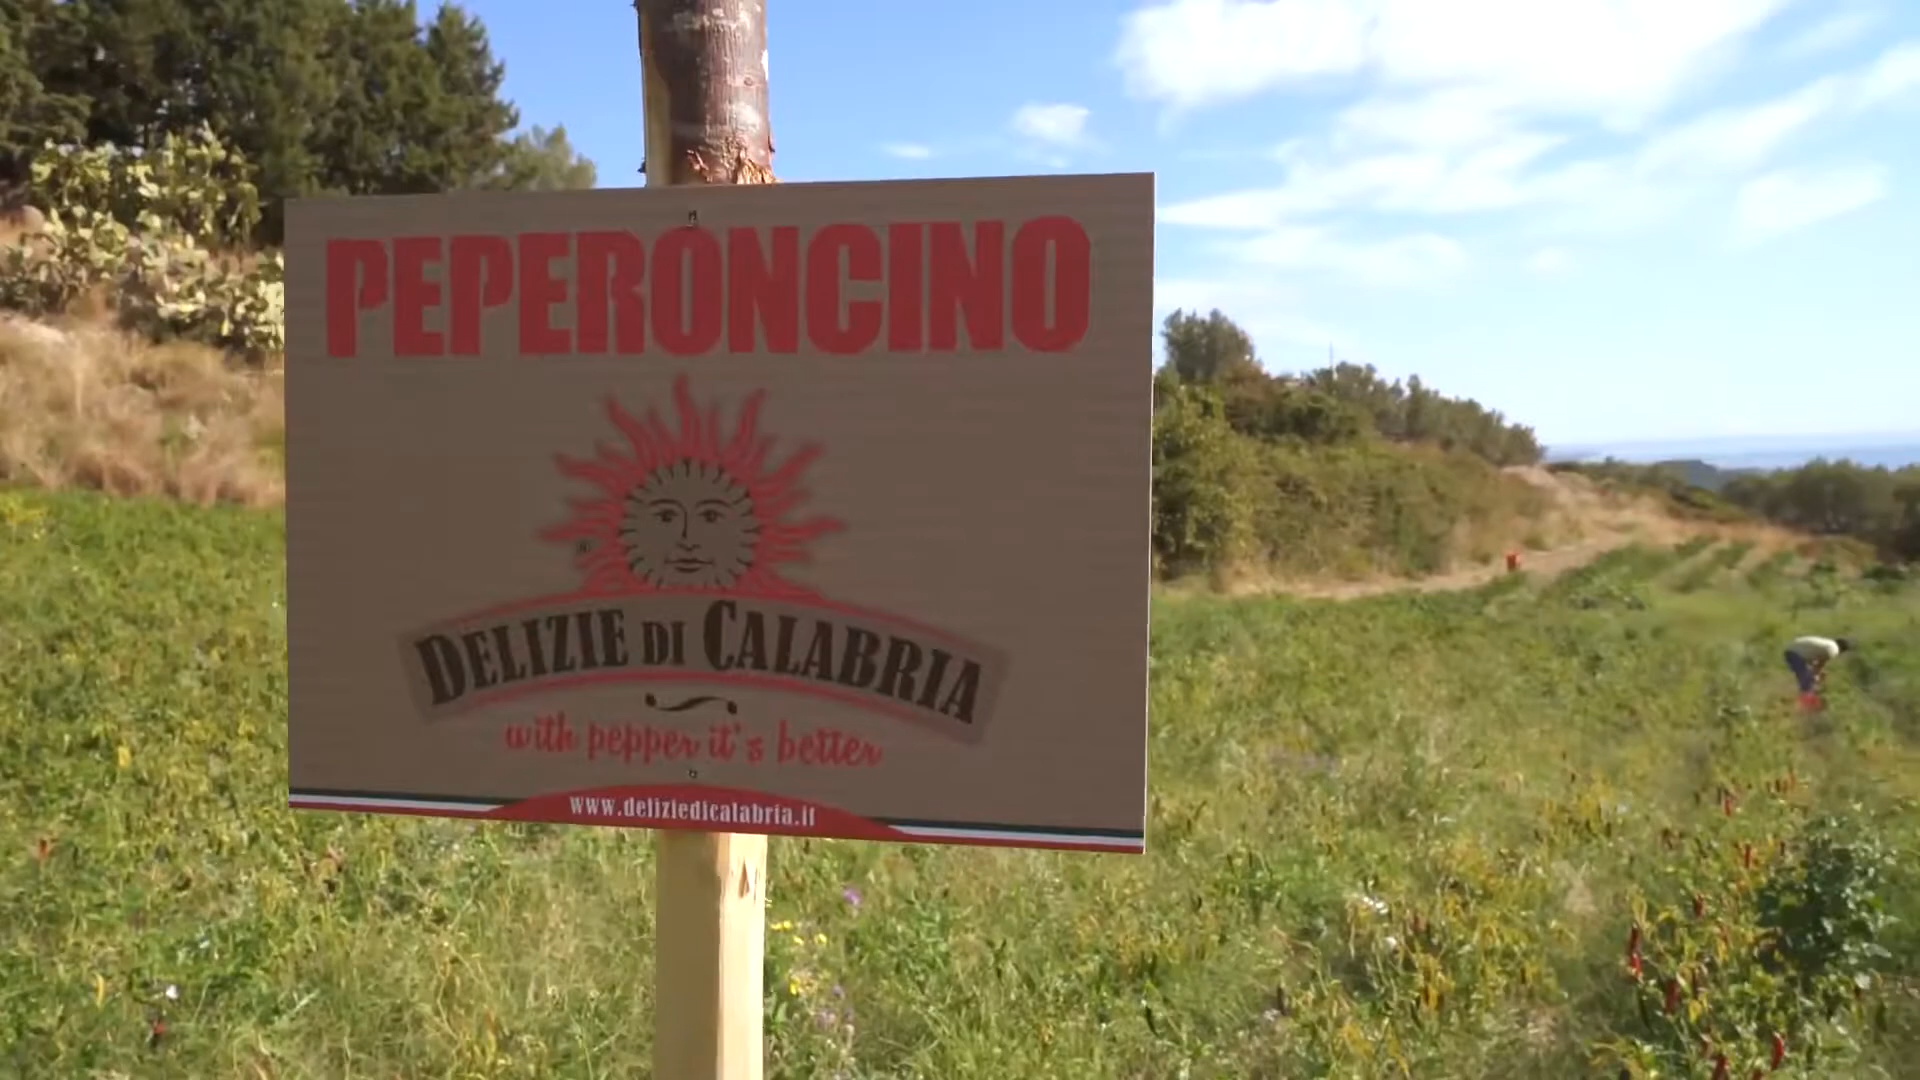 PEPERONCINO
®
DELIZIE DI CALABRIA
with pepper it's better
www.deliziedicalabria.it